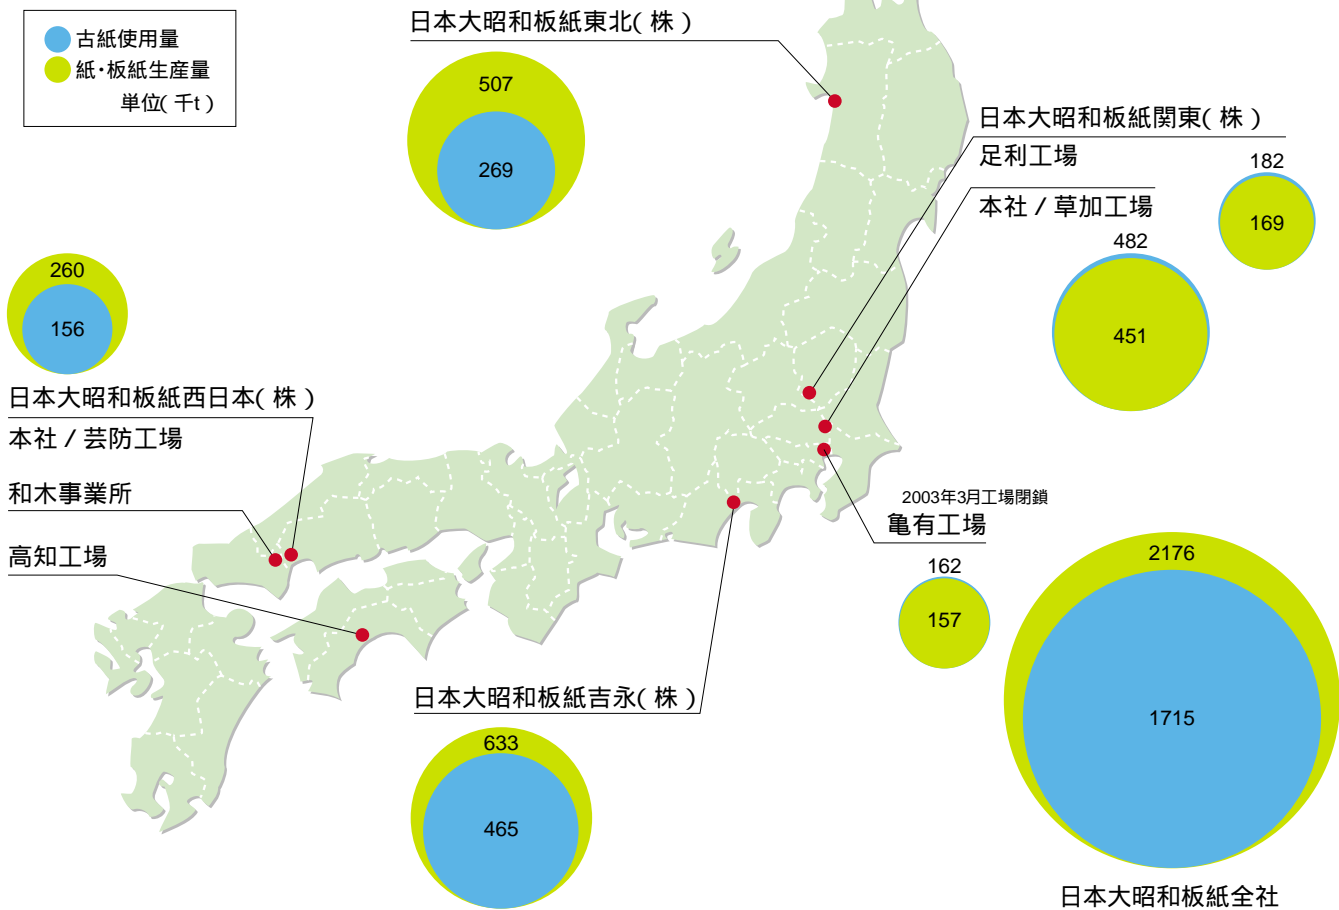 古紙使用量
紙・板紙生産量
単位(千t)
日本大昭和板紙東北(株)
507
269
日本大昭和板紙関東(株)
足利工場
182
169
本社/草加工場
482
451
260
156
日本大昭和板紙西日本(株)
本社/芸防工場
和木事業所
高知工場
2003年3月工場閉鎖
亀有工場
162
157
日本大昭和板紙吉永(株)
633
465
2176
1715
日本大昭和板紙全社